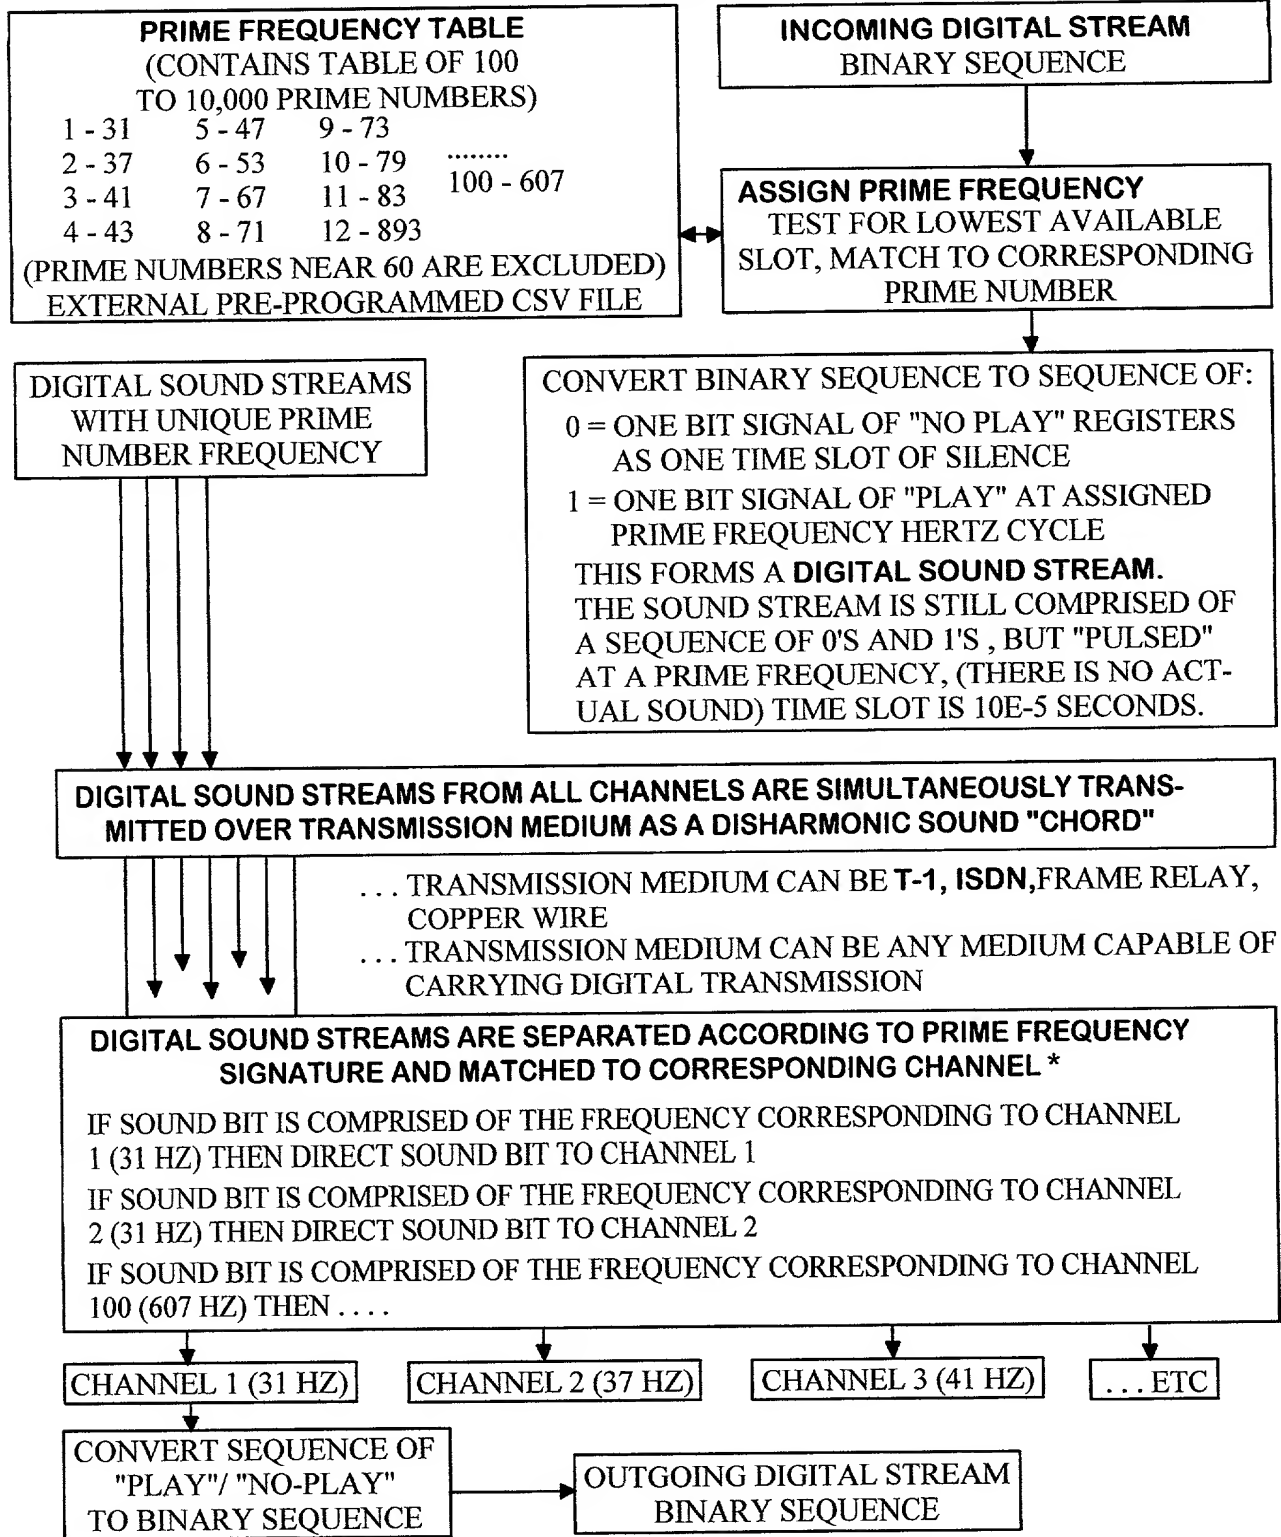 PRIME FREQUENCY TABLE
(CONTAINS TABLE OF 100
TO 10,000 PRIME NUMBERS)
1 - 31 5 - 47 9 - 73
2 - 37 6 - 53 10 - 79 ........
3 - 41 7 - 67 11 - 83 100 - 607
4 - 43 8 - 71 12 - 893
(PRIME NUMBERS NEAR 60 ARE EXCLUDED)
EXTERNAL PRE-PROGRAMMED CSV FILE
INCOMING DIGITAL STREAM
BINARY SEQUENCE
ASSIGN PRIME FREQUENCY
TEST FOR LOWEST AVAILABLE
SLOT, MATCH TO CORRESPONDING
PRIME NUMBER
CONVERT BINARY SEQUENCE TO SEQUENCE OF:
0 = ONE BIT SIGNAL OF "NO PLAY" REGISTERS
AS ONE TIME SLOT OF SILENCE
1 = ONE BIT SIGNAL OF "PLAY" AT ASSIGNED
PRIME FREQUENCY HERTZ CYCLE
THIS FORMS A DIGITAL SOUND STREAM.
THE SOUND STREAM IS STILL COMPRISED OF
A SEQUENCE OF 0'S AND 1'S , BUT "PULSED"
AT A PRIME FREQUENCY, (THERE IS NO ACT-
UAL SOUND) TIME SLOT IS 10E-5 SECONDS.
DIGITAL SOUND STREAMS
WITH UNIQUE PRIME
NUMBER FREQUENCY
DIGITAL SOUND STREAMS FROM ALL CHANNELS ARE SIMULTANEOUSLY TRANS-
MITTED OVER TRANSMISSION MEDIUM AS A DISHARMONIC SOUND "CHORD"
. . . TRANSMISSION MEDIUM CAN BE T-1, ISDN,FRAME RELAY,
COPPER WIRE
. . . TRANSMISSION MEDIUM CAN BE ANY MEDIUM CAPABLE OF
CARRYING DIGITAL TRANSMISSION
DIGITAL SOUND STREAMS ARE SEPARATED ACCORDING TO PRIME FREQUENCY
SIGNATURE AND MATCHED TO CORRESPONDING CHANNEL *
IF SOUND BIT IS COMPRISED OF THE FREQUENCY CORRESPONDING TO CHANNEL
1 (31 HZ) THEN DIRECT SOUND BIT TO CHANNEL 1
IF SOUND BIT IS COMPRISED OF THE FREQUENCY CORRESPONDING TO CHANNEL
2 (31 HZ) THEN DIRECT SOUND BIT TO CHANNEL 2
IF SOUND BIT IS COMPRISED OF THE FREQUENCY CORRESPONDING TO CHANNEL
100 (607 HZ) THEN . . . .
CHANNEL 1 (31 HZ)
CHANNEL 2 (37 HZ)
CHANNEL 3 (41 HZ)
. . . ETC
CONVERT SEQUENCE OF
"PLAY"/ "NO-PLAY"
TO BINARY SEQUENCE
OUTGOING DIGITAL STREAM
BINARY SEQUENCE